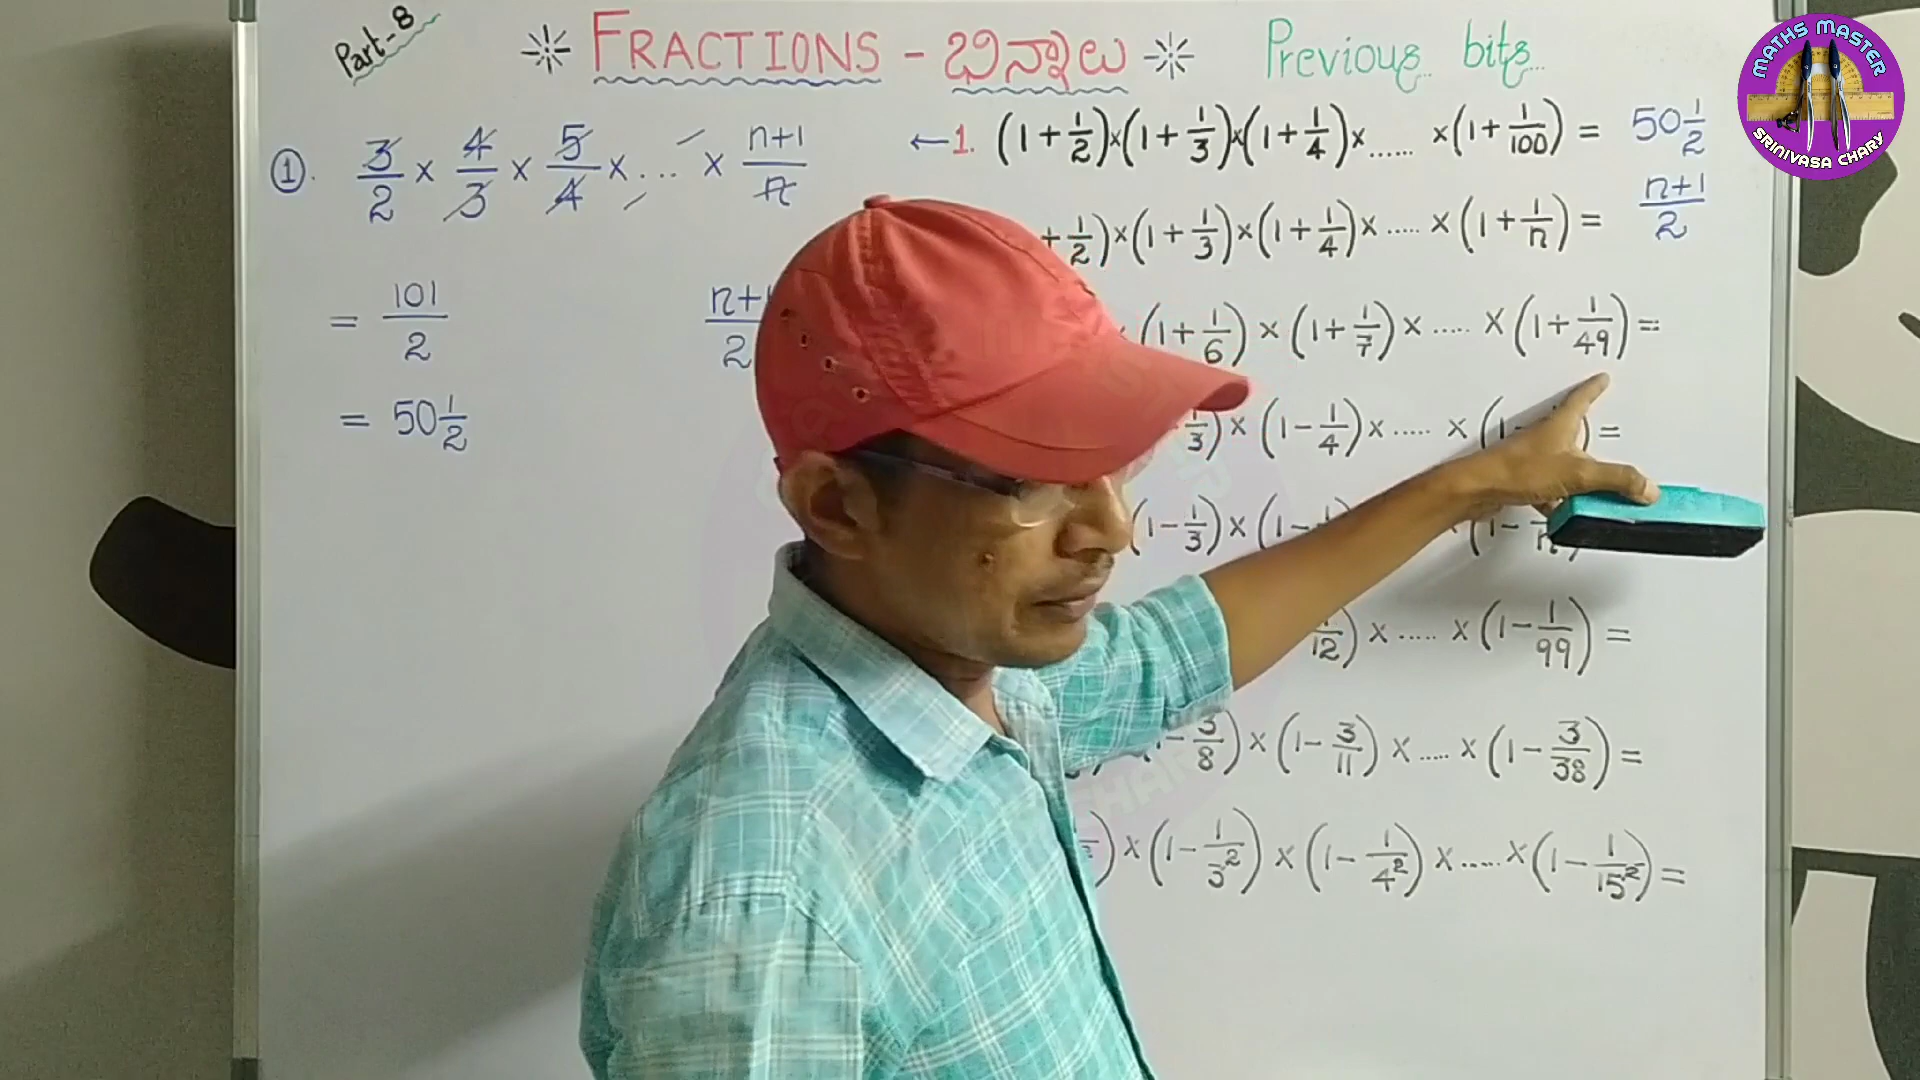 Part-8
FRACTIONS - భిన్నాలు
Previous bits...
① . 3/2 × 4/3 × 5/4 × ... × n+1/n
= 101/2
n+1/2
= 50 1/2
←1. (1+1/2)×(1+1/3)×(1+1/4)×...... ×(1+1/100) = 50 1/2
+1/2)×(1+1/3)×(1+1/4)×..... ×(1+1/n) = n+1/2
(1+1/6) × (1+1/7) × ..... × (1+1/49) =
1/3)× (1-1/4)× ..... × (1- =
(1-1/3)× (1- (1-
1/12) × ..... × (1-1/99) =
3/8) × (1-3/11) × ..... × (1-3/38) =
) × (1-1/3²) × (1-1/4²) × ..... ×(1-1/15²) =
MATHS MASTER
SRINIVASA CHARY